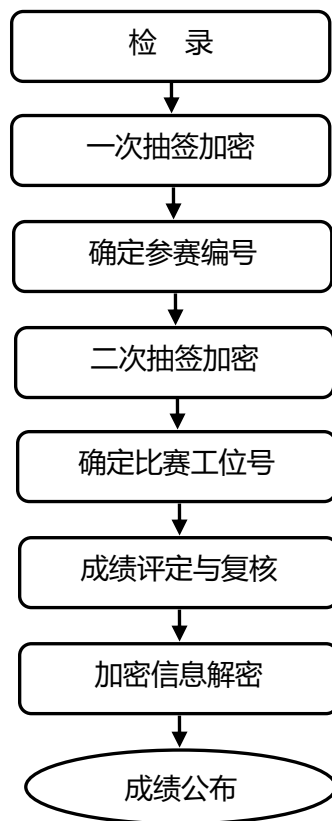 检 录
一次抽签加密
确定参赛编号
二次抽签加密
确定比赛工位号
成绩评定与复核
加密信息解密
成绩公布